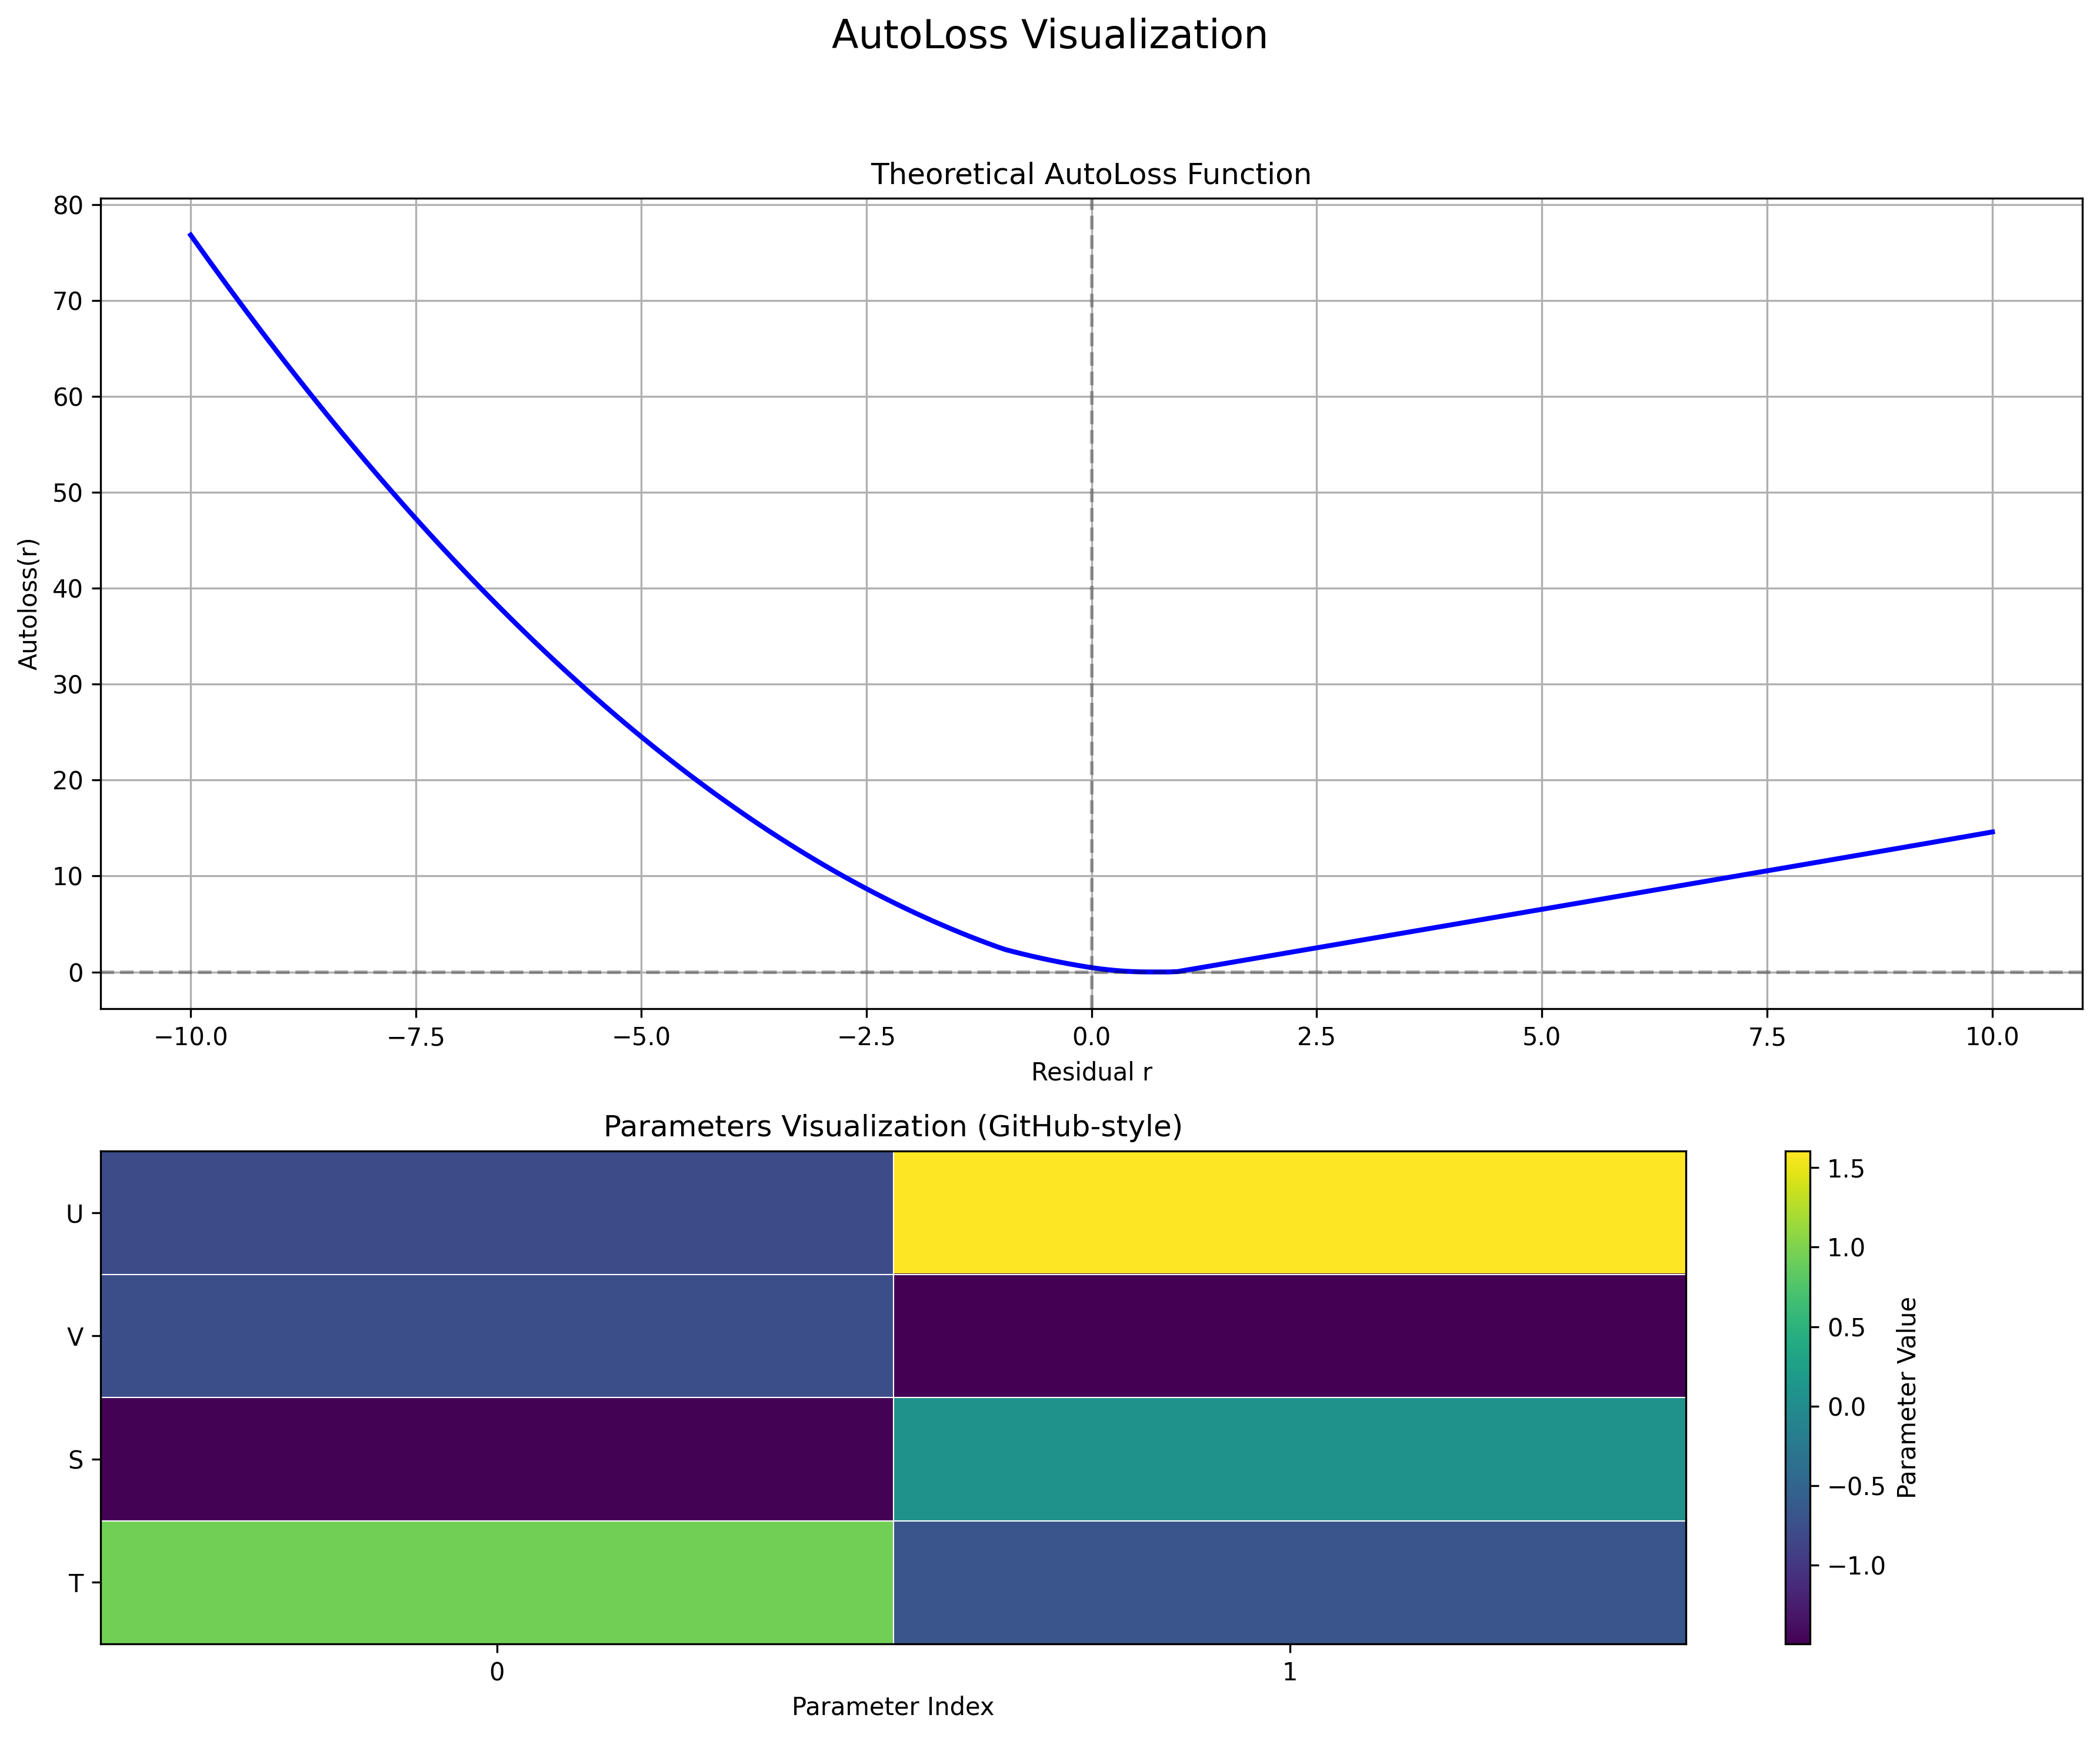 AutoLoss Visualization
Theoretical AutoLoss Function
80
70
60
50
40
30
20
10
0
Autoloss(r)
−10.0 −7.5 −5.0 −2.5 0.0 2.5 5.0 7.5 10.0
Residual r
Parameters Visualization (GitHub-style)
U
V
S
T
0 1
Parameter Index
1.5
1.0
0.5
0.0
−0.5
−1.0
Parameter Value